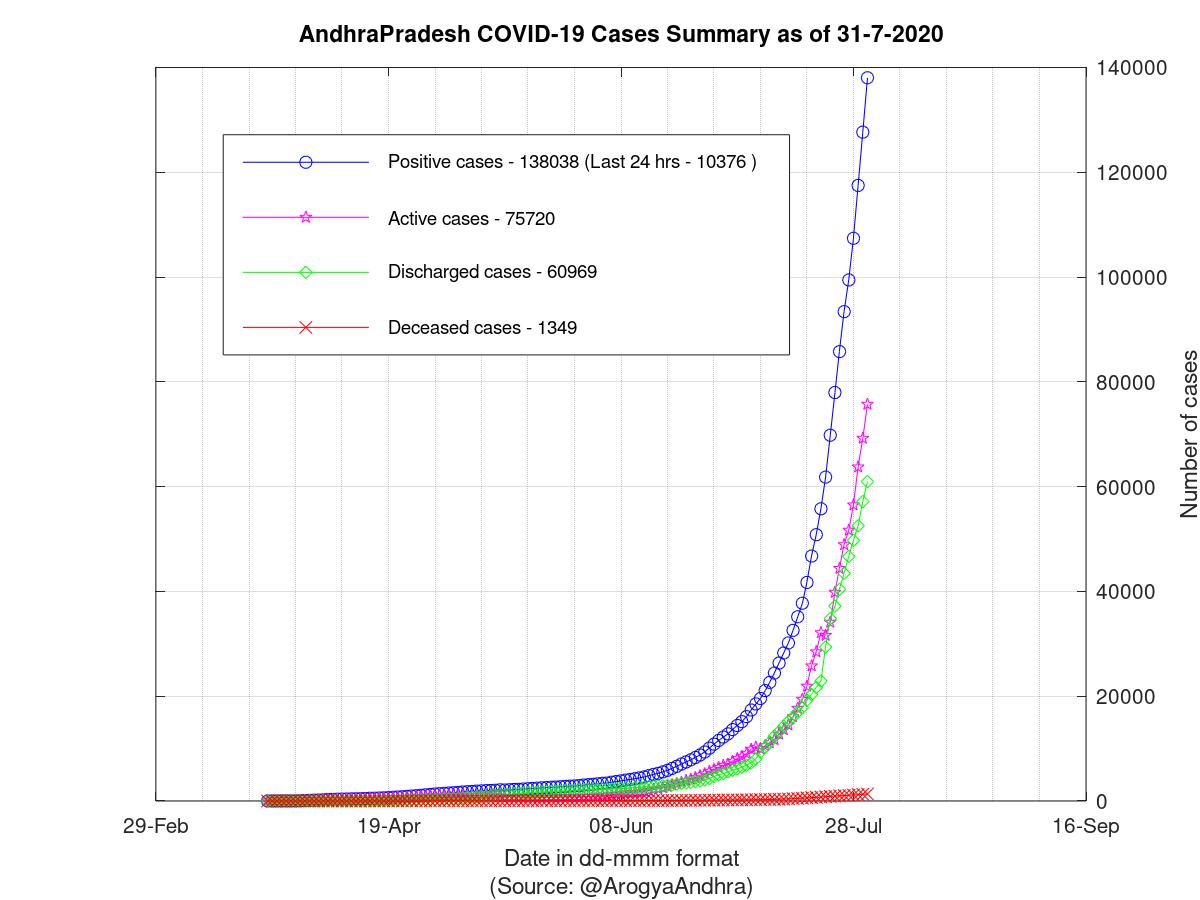 AndhraPradesh COVID-19 Cases Summary as of 31-7-2020
Positive cases - 138038 (Last 24 hrs - 10376 )
Active cases - 75720
Discharged cases - 60969
Deceased cases - 1349
140000
120000
100000
80000
60000
40000
20000
0
Number of cases
29-Feb 19-Apr 08-Jun 28-Jul 16-Sep
Date in dd-mmm format
(Source: @ArogyaAndhra)